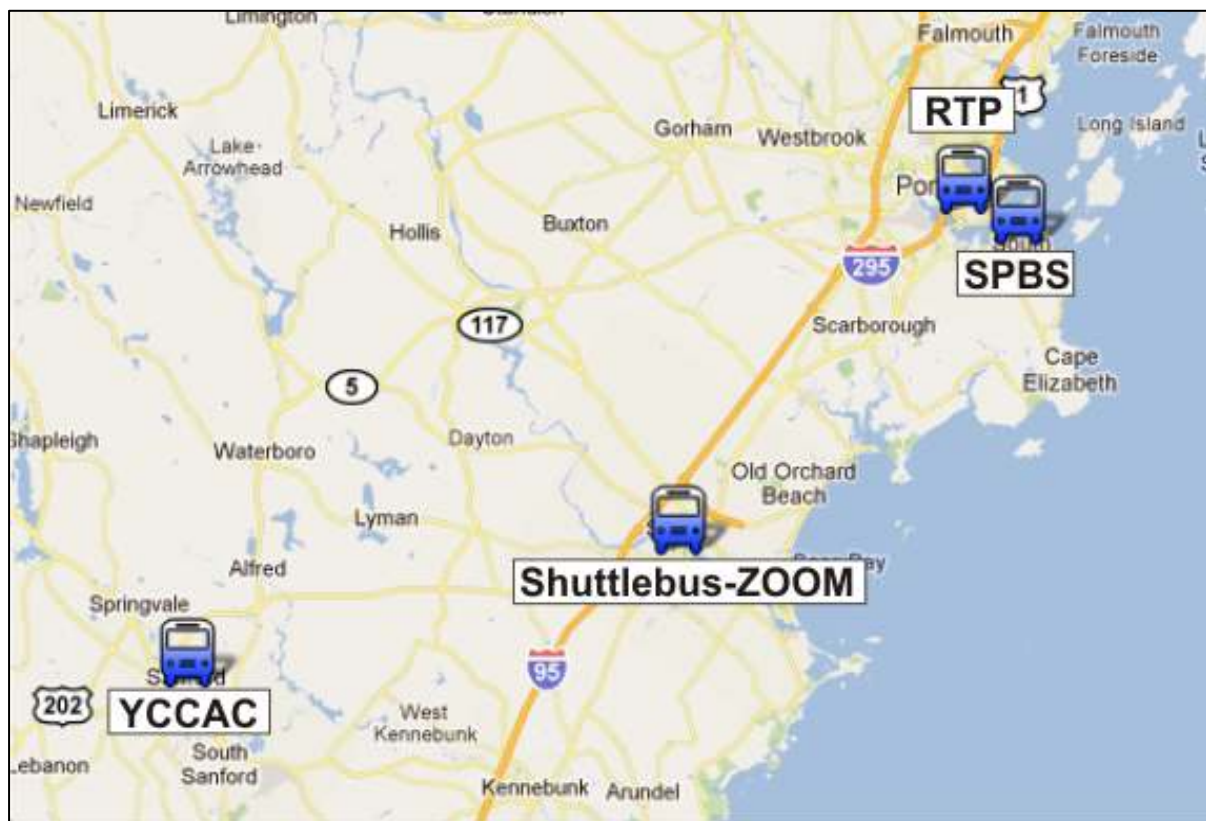 Limington
Falmouth
Falmouth
Foreside
RTP
1
Limerick
Gorham
Westbrook
Long Island
Lake
Arrowhead
Newfield
Hollis
Buxton
295
SPBS
117
Scarborough
5
Cape
Elizabeth
Shapleigh
Waterboro
Dayton
Old Orchard
Beach
Lyman
Alfred
Shuttlebus-ZOOM
Springvale
95
202
YCCAC
West
Kennebunk
South
Sanford
Lebanon
Kennebunk
Arundel